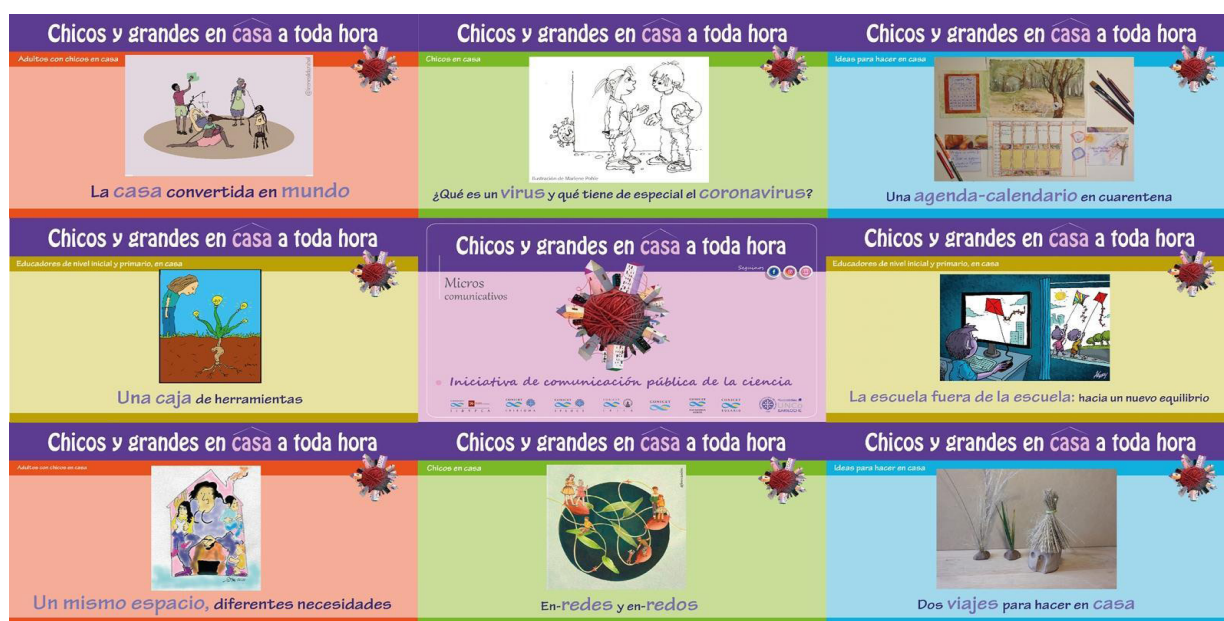 Chicos y grandes en casa a toda hora
Adultos con chicos en casa
La casa convertida en mundo
Chicos y grandes en casa a toda hora
Chicos en casa
Ilustración de Marlene Pohle
¿Qué es un virus y qué tiene de especial el coronavirus?
Chicos y grandes en casa a toda hora
Ideas para hacer en casa
Una agenda-calendario en cuarentena
Chicos y grandes en casa a toda hora
Educadores de nivel inicial y primario, en casa
Una caja de herramientas
Chicos y grandes en casa a toda hora
Seguinos
Micros
comunicativos
Iniciativa de comunicación pública de la ciencia
CONICET CONICET CONICET CONICET CONICET CONICET CONICET
Chicos y grandes en casa a toda hora
Educadores de nivel inicial y primario, en casa
La escuela fuera de la escuela: hacia un nuevo equilibrio
Chicos y grandes en casa a toda hora
Adultos con chicos en casa
Un mismo espacio, diferentes necesidades
Chicos y grandes en casa a toda hora
Chicos en casa
En-redes y en-redos
Chicos y grandes en casa a toda hora
Ideas para hacer en casa
Dos viajes para hacer en casa